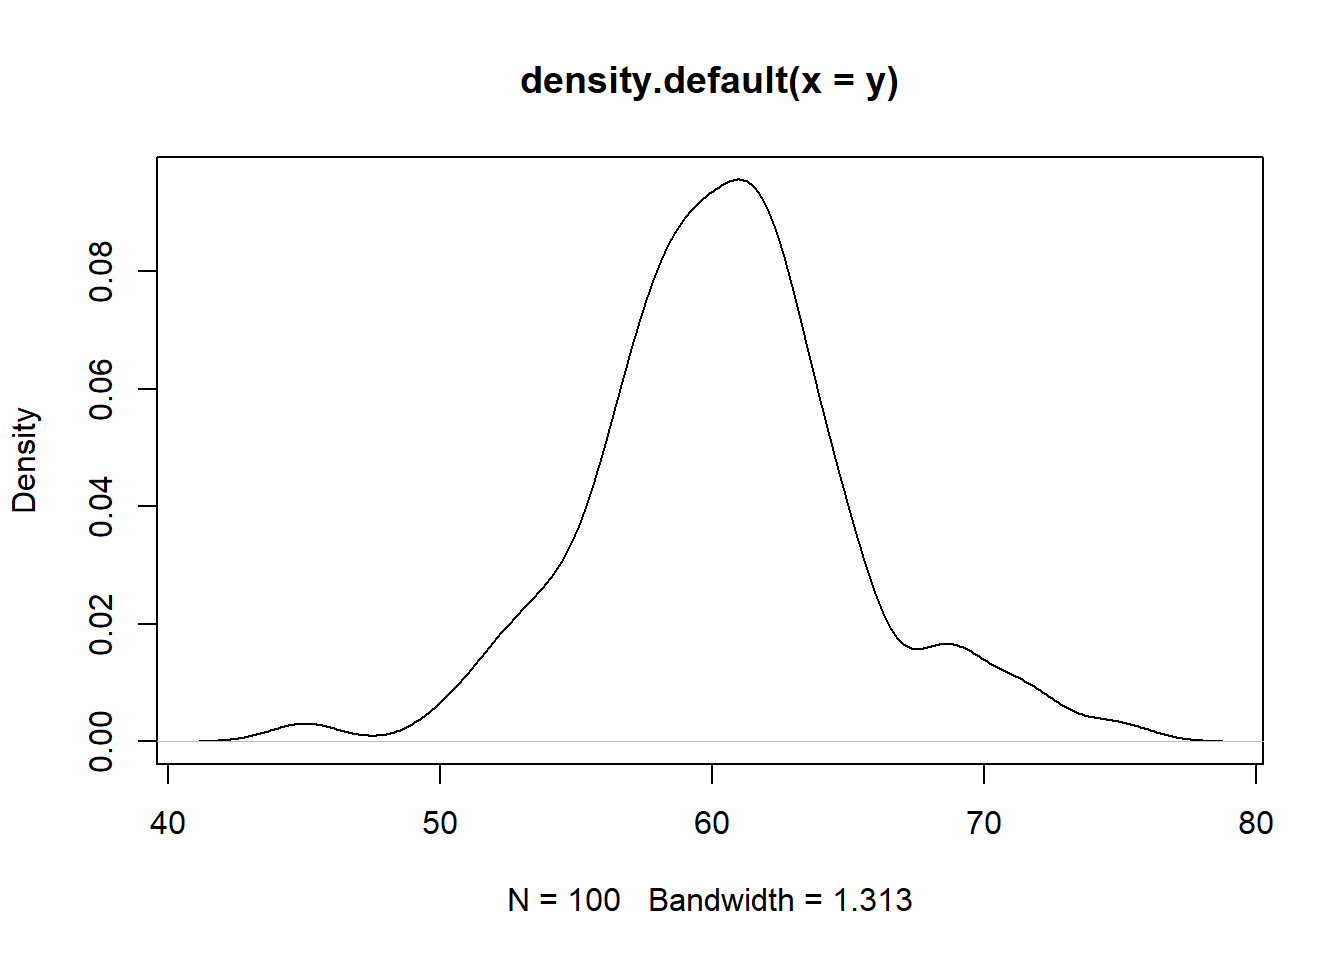 density.default(x = y)
Density
0.00
0.02
0.04
0.06
0.08
40 50 60 70 80
N = 100 Bandwidth = 1.313